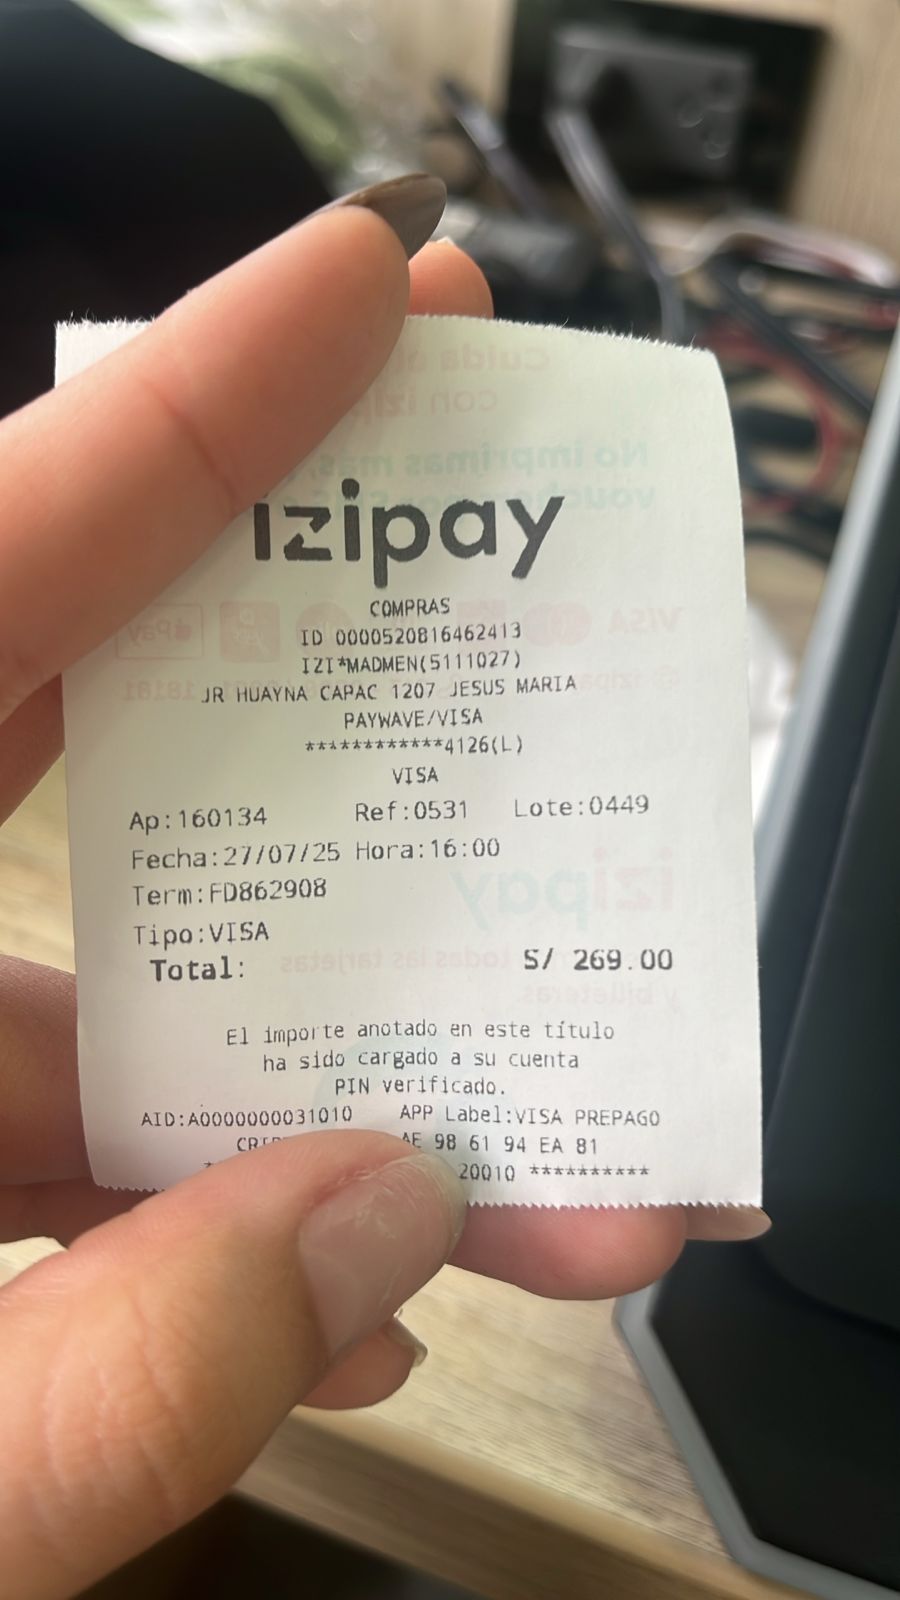 izipay
COMPRAS
ID 0000520816462413
IZI*MADMEN(5111027)
JR HUAYNA CAPAC 1207 JESUS MARIA
PAYWAVE/VISA
************4126(L)
VISA
Ap:160134 Ref:0531 Lote:0449
Fecha:27/07/25 Hora:16:00
Term:FD862908
Tipo:VISA
Total: S/ 269.00
El importe anotado en este título
ha sido cargado a su cuenta
PIN verificado.
AID:A0000000031010 APP Label:VISA PREPAGO
AE 98 61 94 EA 81
20010 **********